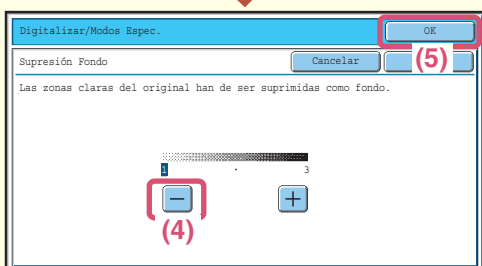 Digitalizar/Modos Espec.
OK
Supresión Fondo
Cancelar
(5)
Las zonas claras del original han de ser suprimidas como fondo.
1 · 3
− +
(4)